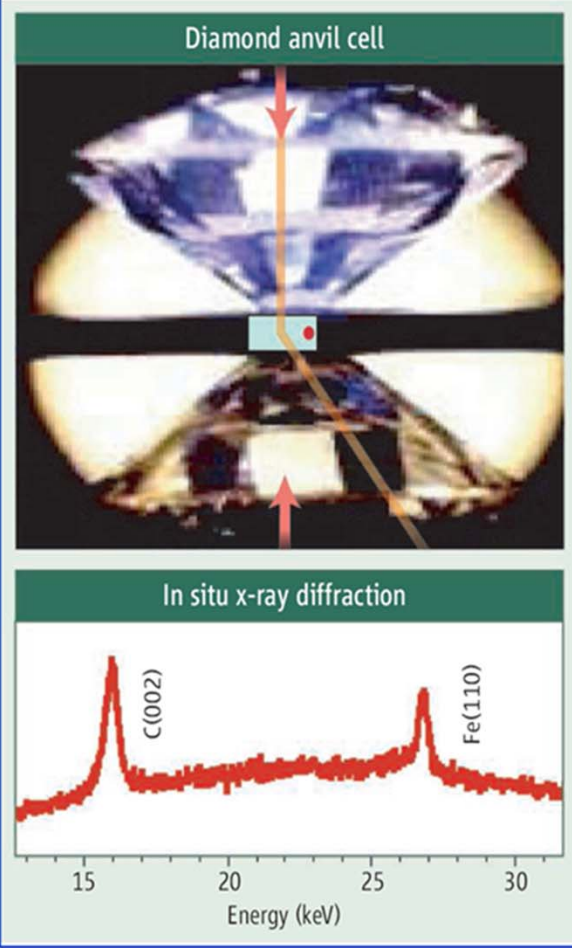 Diamond anvil cell
In situ x-ray diffraction
C(002)
Fe(110)
15 20 25 30
Energy (keV)